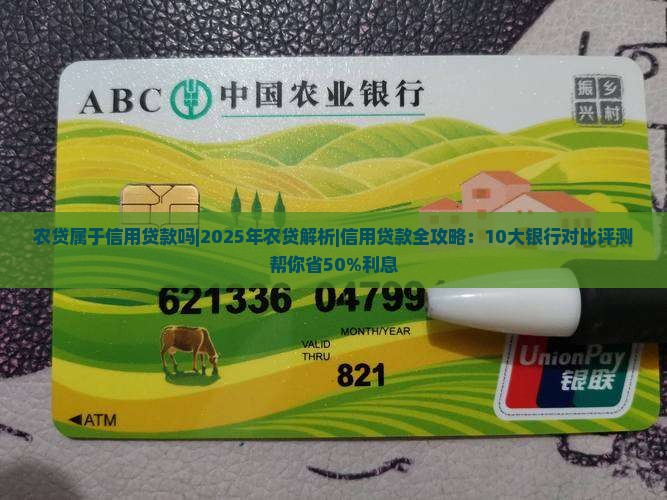 ABC 中国农业银行
振乡
兴村
农贷属于信用贷款吗|2025年农贷解析|信用贷款全攻略：10大银行对比评测
帮你省50%利息
621336 04799
MONTH/YEAR
VALID
THRU
821
UnionPay
银联
◀ATM